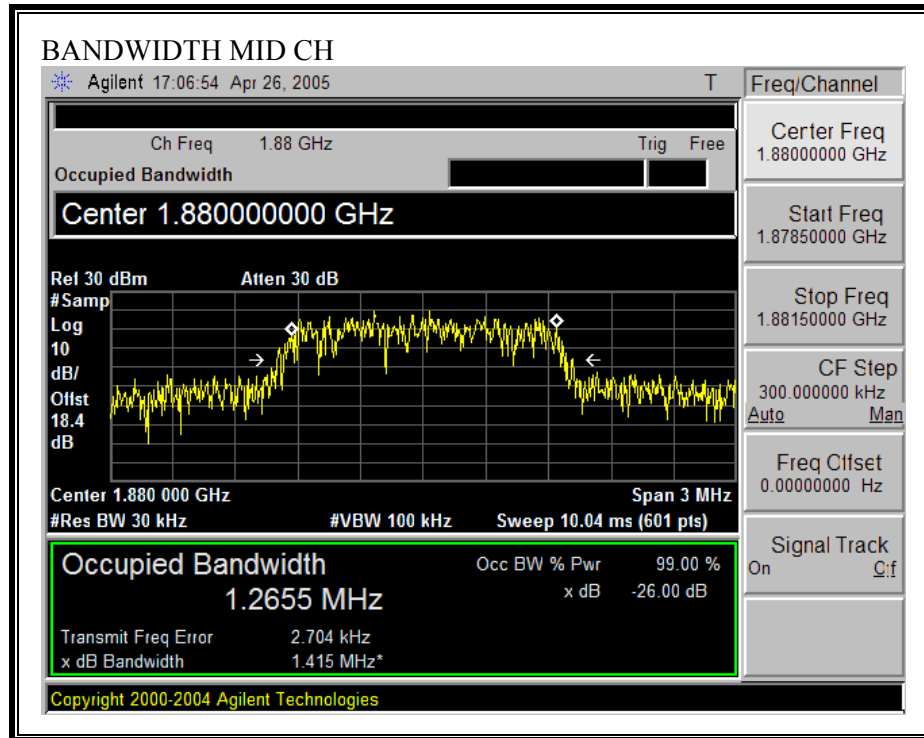 BANDWIDTH MID CH
Agilent 17:06:54 Apr 26, 2005 T
Freq/Channel
Ch Freq 1.88 GHz Trig Free
Occupied Bandwidth
Center 1.880000000 GHz
Center Freq
1.88000000 GHz
Start Freq
1.87850000 GHz
Stop Freq
1.88150000 GHz
CF Step
300.000000 kHz
Auto Man
Freq Offset
0.00000000 Hz
Signal Track
On Off
Ref 30 dBm Atten 30 dB
#Samp
Log
10
dB/
Offst
18.4
dB
Center 1.880 000 GHz Span 3 MHz
#Res BW 30 kHz #VBW 100 kHz Sweep 10.04 ms (601 pts)
Occupied Bandwidth
1.2655 MHz
Occ BW % Pwr 99.00 %
x dB -26.00 dB
Transmit Freq Error 2.704 kHz
x dB Bandwidth 1.415 MHz*
Copyright 2000-2004 Agilent Technologies